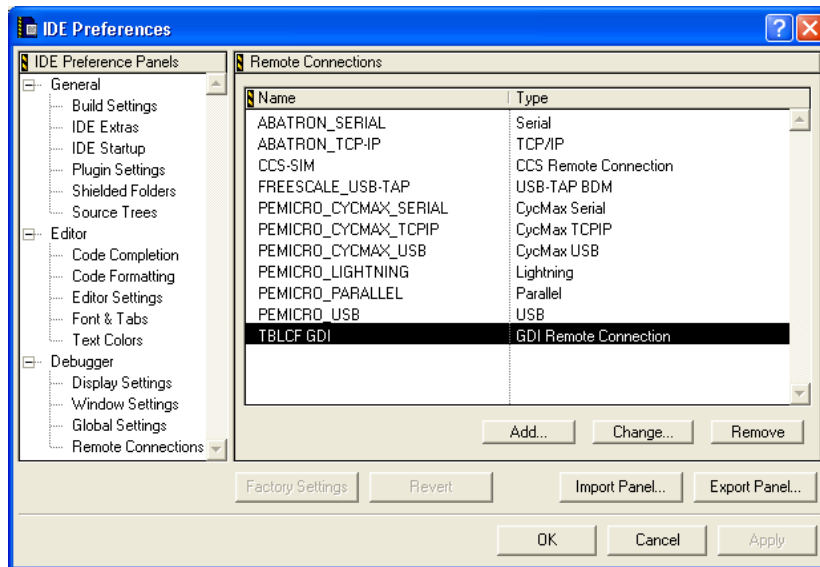 IDE Preferences
IDE Preference Panels
General
Build Settings
IDE Extras
IDE Startup
Plugin Settings
Shielded Folders
Source Trees
Editor
Code Completion
Code Formatting
Editor Settings
Font & Tabs
Text Colors
Debugger
Display Settings
Window Settings
Global Settings
Remote Connections
Remote Connections
Name Type
ABATRON_SERIAL Serial
ABATRON_TCP-IP TCP/IP
CCS-SIM CCS Remote Connection
FREESCALE_USB-TAP USB-TAP BDM
PEMICRO_CYCMAX_SERIAL CycMax Serial
PEMICRO_CYCMAX_TCPIP CycMax TCPIP
PEMICRO_CYCMAX_USB CycMax USB
PEMICRO_LIGHTNING Lightning
PEMICRO_PARALLEL Parallel
PEMICRO_USB USB
TBLCF GDI GDI Remote Connection
Add... Change... Remove
Factory Settings Revert Import Panel... Export Panel...
OK Cancel Apply